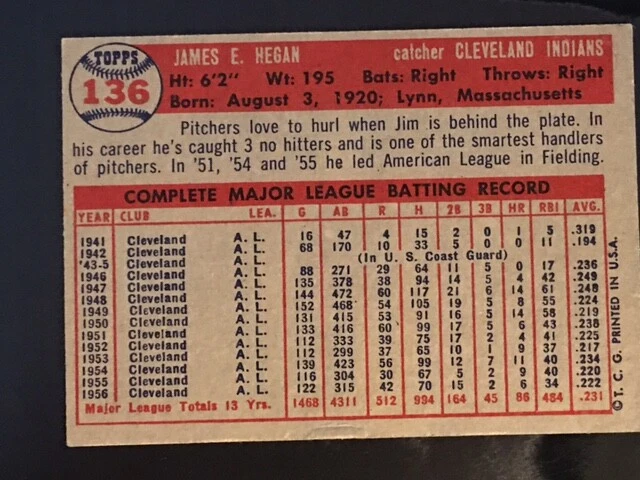 TOPPS
136
JAMES E. HEGAN catcher CLEVELAND INDIANS
Ht: 6'2" Wt: 195 Bats: Right Throws: Right
Born: August 3, 1920; Lynn, Massachusetts
Pitchers love to hurl when Jim is behind the plate. In
his career he's caught 3 no hitters and is one of the smartest handlers
of pitchers. In '51, '54 and '55 he led American League in Fielding.
COMPLETE MAJOR LEAGUE BATTING RECORD
YEAR CLUB LEA. G AB R H 2B 3B HR RBI AVG.
1941 Cleveland A. L. 16 47 4 15 2 0 1 5 .319
1942 Cleveland A. L. 68 170 10 33 5 0 0 11 .194
'43-5 Cleveland A. L. (In U. S. Coast Guard)
1946 Cleveland A. L. 88 271 29 64 11 5 0 17 .236
1947 Cleveland A. L. 135 378 38 94 14 5 4 42 .249
1948 Cleveland A. L. 144 472 60 117 21 6 14 61 .248
1949 Cleveland A. L. 152 468 54 105 19 5 8 55 .224
1950 Cleveland A. L. 131 415 53 91 16 5 14 58 .219
1951 Cleveland A. L. 133 416 60 99 17 5 6 43 .238
1952 Cleveland A. L. 112 333 39 75 17 2 4 41 .225
1953 Cleveland A. L. 112 299 37 65 10 1 9 37 .217
1954 Cleveland A. L. 139 423 56 99 12 7 11 40 .234
1955 Cleveland A. L. 116 304 30 67 5 2 9 40 .220
1956 Cleveland A. L. 122 315 42 70 15 2 6 34 .222
Major League Totals 13 Yrs. 1468 4311 512 994 164 45 86 484 .231
© T. C. G. PRINTED IN U.S.A.